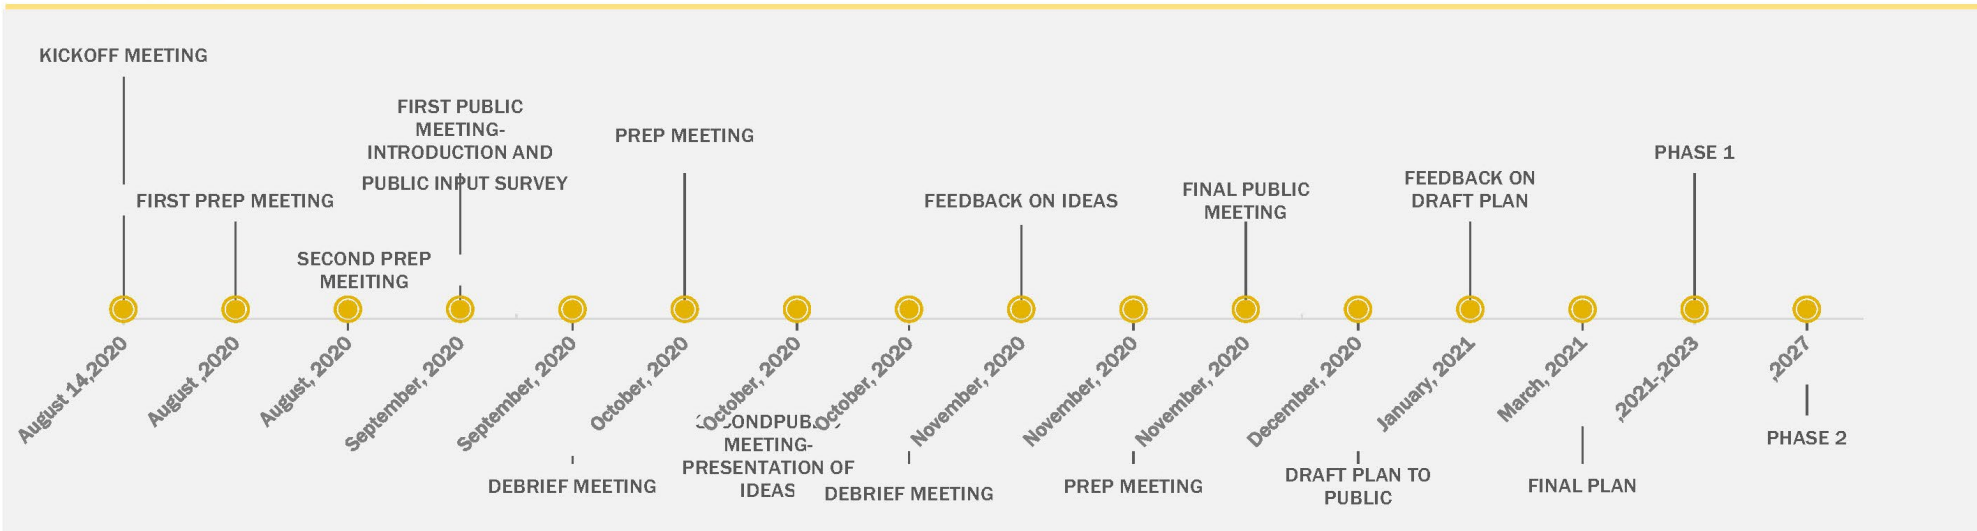 KICKOFF MEETING
FIRST PUBLIC
MEETING-
INTRODUCTION AND
PUBLIC INPUT SURVEY
PREP MEETING
PHASE 1
FIRST PREP MEETING
FEEDBACK ON IDEAS
FINAL PUBLIC
MEETING
FEEDBACK ON
DRAFT PLAN
SECOND PREP
MEEITING
August 14,2020
August ,2020
August, 2020
September, 2020
September, 2020
October, 2020
October, 2020
October, 2020
November, 2020
November, 2020
November, 2020
December, 2020
January, 2021
March, 2021
,2021-,2023
,2027
MEETING-
PRESENTATION OF
IDEAS
DEBRIEF MEETING
DEBRIEF MEETING
PREP MEETING
DRAFT PLAN TO
PUBLIC
FINAL PLAN
PHASE 2